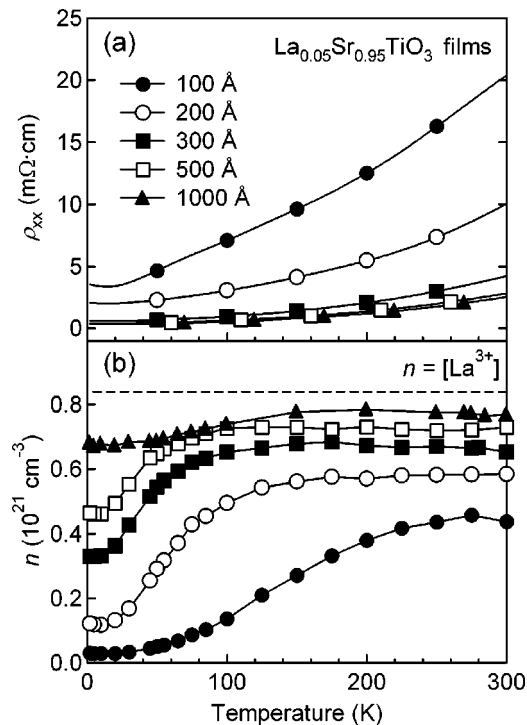 (a)
La₀.₀₅Sr₀.₉₅TiO₃ films
100 Å
200 Å
300 Å
500 Å
1000 Å
25
20
15
10
5
0
ρxx (mΩ·cm)
(b)
n = [La³⁺]
0.8
0.6
0.4
0.2
0.0
n (10²¹ cm⁻³)
0 100 200 300
Temperature (K)